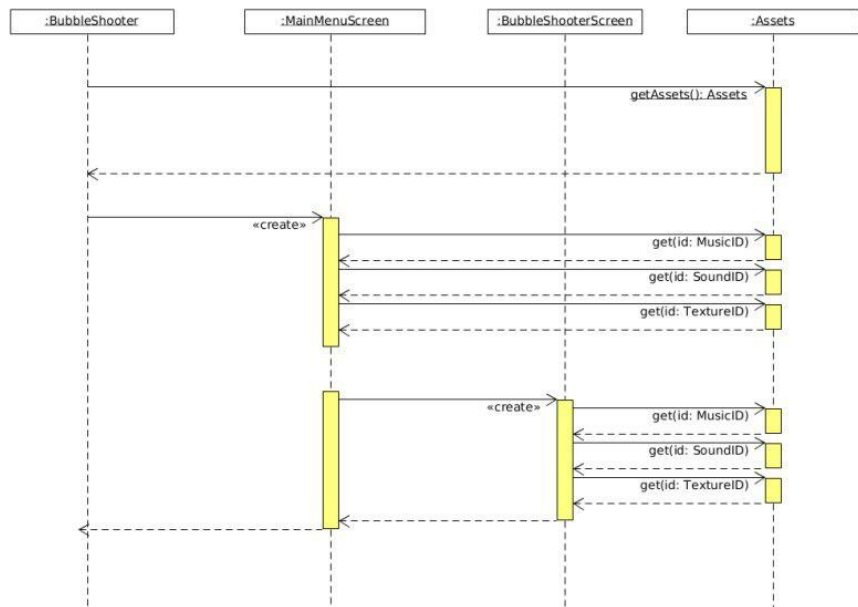 :BubbleShooter
:MainMenuScreen
:BubbleShooterScreen
:Assets
getAssets(): Assets
«create»
get(id: MusicID)
get(id: SoundID)
get(id: TextureID)
«create»
get(id: MusicID)
get(id: SoundID)
get(id: TextureID)